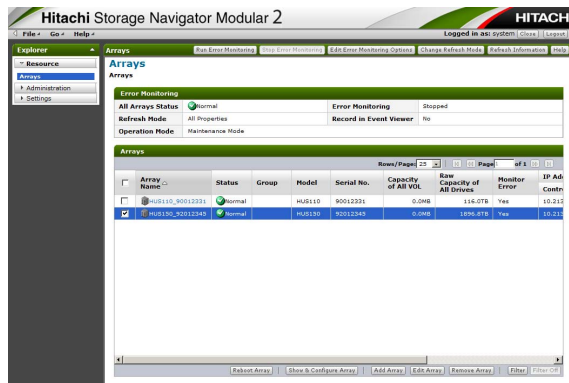 Hitachi Storage Navigator Modular 2
HITACH
File Go Help
Logged in as: system Close Logout
Explorer
Arrays Run Error Monitoring Stop Error Monitoring Edit Error Monitoring Options Change Refresh Mode Refresh Information Help
Resource
Arrays
Administration
Settings
Arrays
Arrays
Error Monitoring
All Arrays Status Normal Error Monitoring Stopped
Refresh Mode All Properties Record in Event Viewer No
Operation Mode Maintenance Mode
Arrays
Rows/Page: 25 Page 1 of 1
Array Name Status Group Model Serial No. Capacity of All VOL Raw Capacity of All Drives Monitor Error IP Ad
Contro
HUS110_90012331 Normal HUS110 90012331 0.0MB 116.0TB Yes 10.213
HUS150_92012345 Normal HUS150 92012345 0.0MB 1896.8TB Yes 10.213
Reboot Array Show & Configure Array Add Array Edit Array Remove Array Filter Filter Off